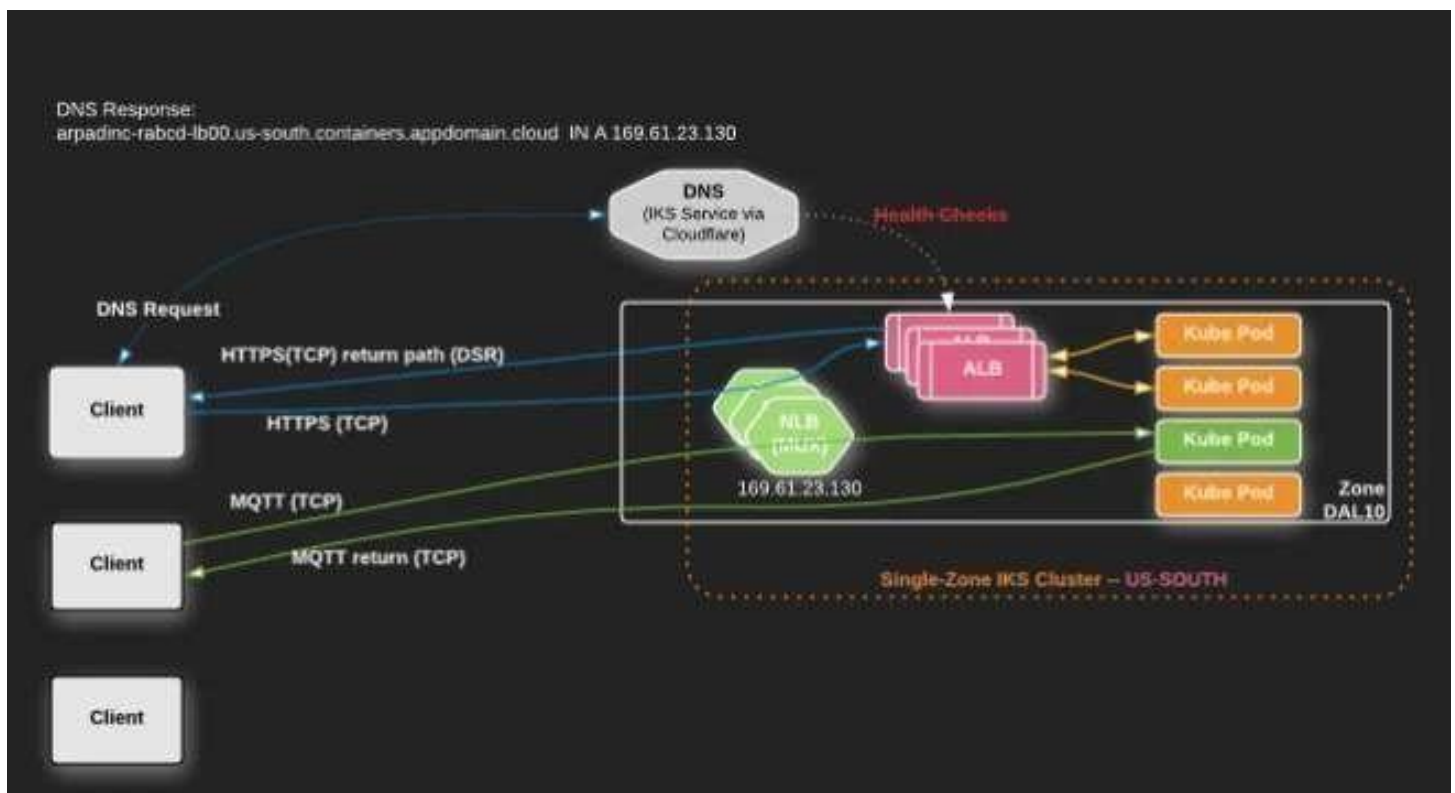 DNS Response:
arpadinc-rabcd-lb00.us-south.containers.appdomain.cloud IN A 169.61.23.130
DNS
(IKS Service via
Cloudflare)
Health Checks
DNS Request
HTTPS(TCP) return path (DSR)
ALB
ALB
Kube Pod
Kube Pod
Client
HTTPS (TCP)
NLB
(MUX)
Kube Pod
169.61.23.130
Kube Pod
Zone
DAL10
MQTT (TCP)
Client
MQTT return (TCP)
Single-Zone IKS Cluster – US-SOUTH
Client